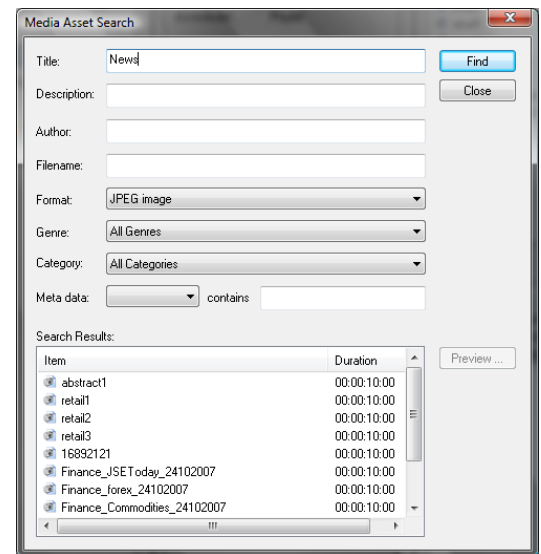 Media Asset Search
Title: News Find
Description: Close
Author:
Filename:
Format: JPEG image
Genre: All Genres
Category: All Categories
Meta data: contains
Search Results:
Item Duration Preview ...
abstract1 00:00:10:00
retail1 00:00:10:00
retail2 00:00:10:00
retail3 00:00:10:00
16892121 00:00:10:00
Finance_JSEToday_24102007 00:00:10:00
Finance_forex_24102007 00:00:10:00
Finance_Commodities_24102007 00:00:10:00